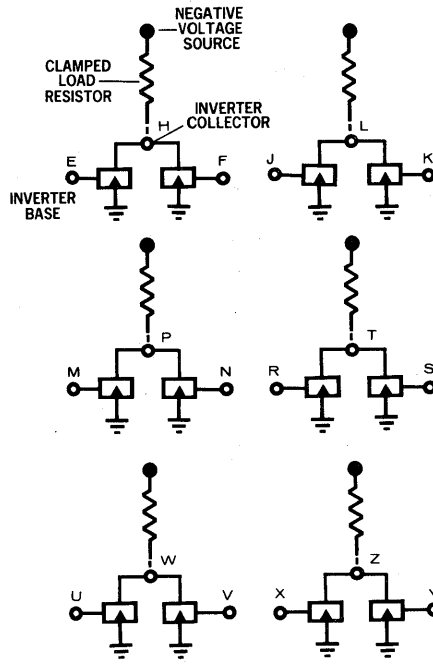 NEGATIVE
VOLTAGE
SOURCE
CLAMPED
LOAD
RESISTOR
H
INVERTER
COLLECTOR
L
E
F
J
K
INVERTER
BASE
P
T
M
N
R
S
W
Z
U
V
X
Y